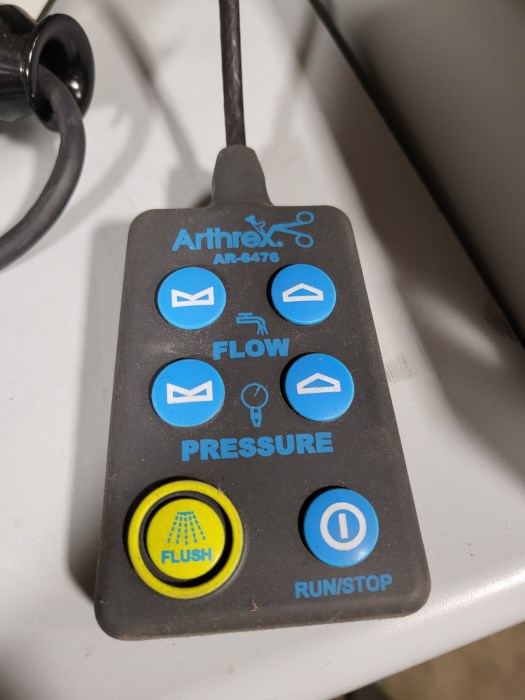 Arthrex®
AR-6476
FLOW
PRESSURE
FLUSH
RUN/STOP